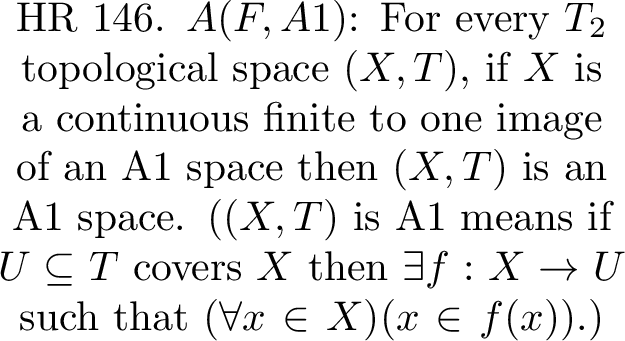 HR 146. A(F, A1): For every T₂
topological space (X, T), if X is
a continuous finite to one image
of an A1 space then (X, T) is an
A1 space. ((X, T) is A1 means if
U ⊆ T covers X then ∃f : X → U
such that (∀x ∈ X)(x ∈ f(x)).)